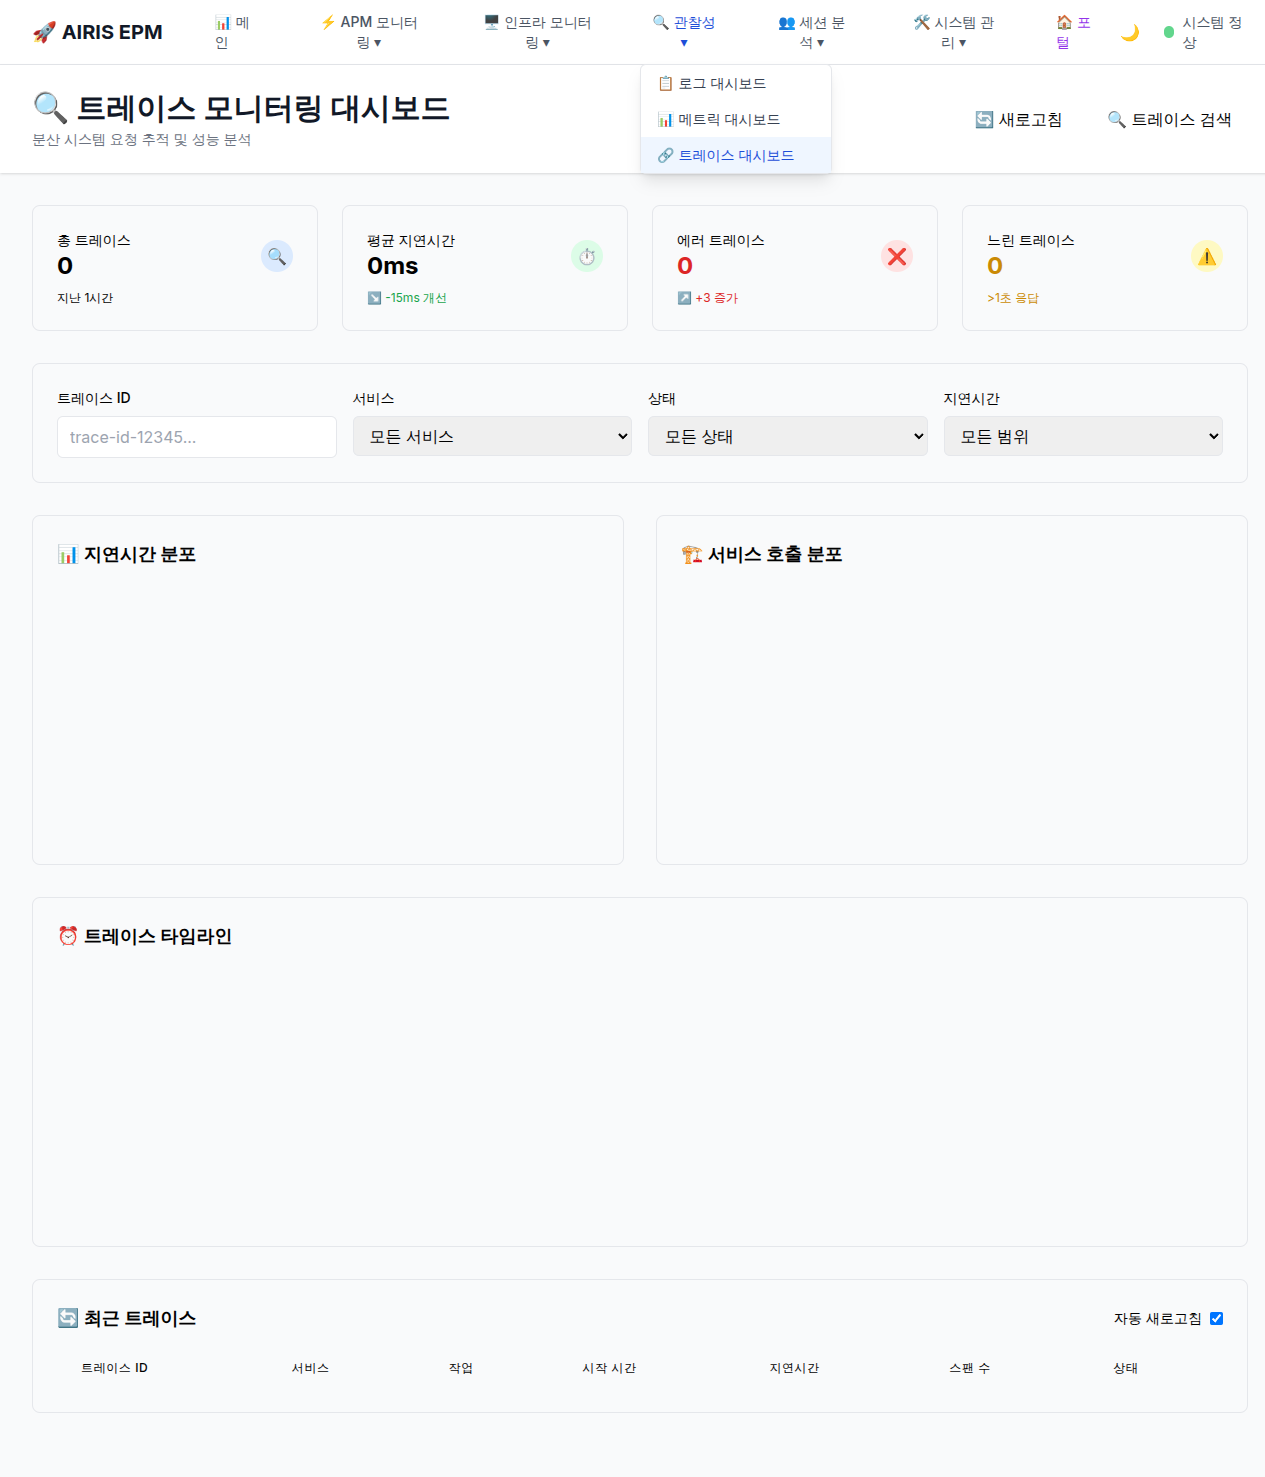 🚀 AIRIS EPM
📊 메
인
⚡ APM 모니터
링 ▾
🖥️ 인프라 모니터
링 ▾
🔍 관찰성
▾
👥 세션 분
석 ▾
🛠️ 시스템 관
리 ▾
🏠 포
털
🌙
시스템 정
상
📋 로그 대시보드
📊 메트릭 대시보드
🔗 트레이스 대시보드
🔍 트레이스 모니터링 대시보드
분산 시스템 요청 추적 및 성능 분석
🔄 새로고침
🔍 트레이스 검색
총 트레이스
0
지난 1시간
평균 지연시간
0ms
↘️ -15ms 개선
에러 트레이스
0
↗️ +3 증가
느린 트레이스
0
>1초 응답
트레이스 ID
trace-id-12345...
서비스
모든 서비스
상태
모든 상태
지연시간
모든 범위
📊 지연시간 분포
🏗️ 서비스 호출 분포
⏰ 트레이스 타임라인
🔄 최근 트레이스
자동 새로고침
트레이스 ID
서비스
작업
시작 시간
지연시간
스팬 수
상태